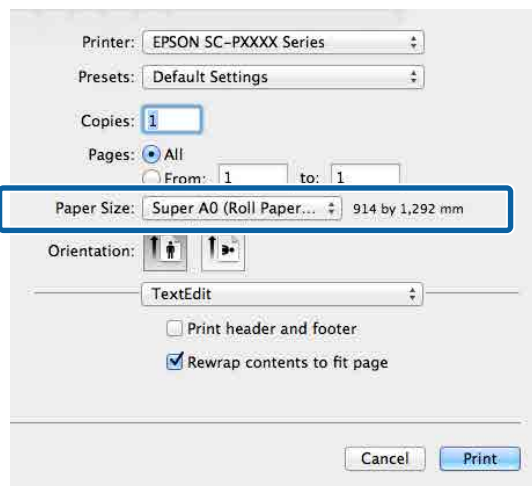 Printer: EPSON SC-PXXXX Series
Presets: Default Settings
Copies: 1
Pages: All
From: 1 to: 1
Paper Size: Super A0 (Roll Paper... 914 by 1,292 mm
Orientation:
TextEdit
Print header and footer
Rewrap contents to fit page
Cancel Print